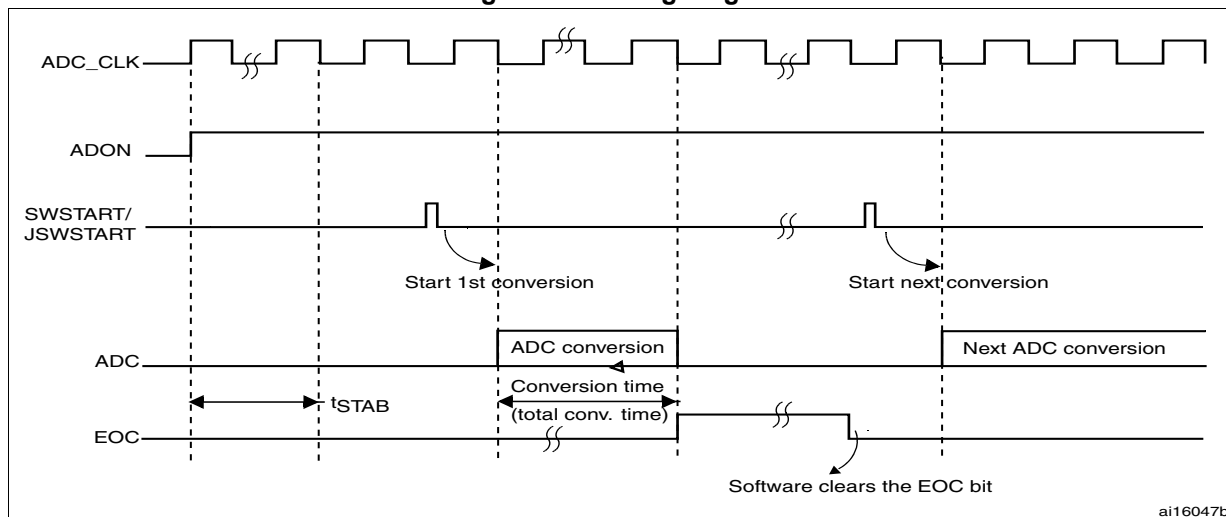 ADC_CLK
ADON
SWSTART/
JSWSTART
Start 1st conversion
Start next conversion
ADC
ADC conversion
Next ADC conversion
Conversion time
(total conv. time)
tSTAB
EOC
Software clears the EOC bit
ai16047b